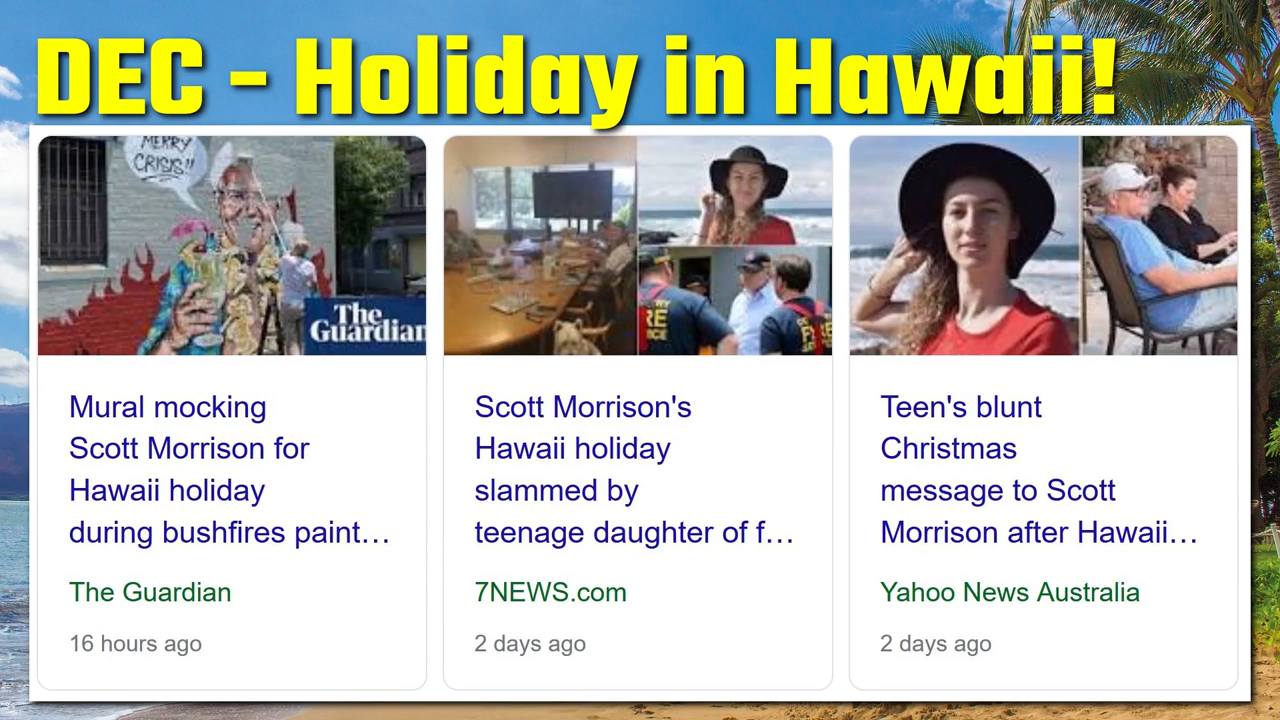 DEC - Holiday in Hawaii!
MERRY
CRISIS!!
The
Guardian
Mural mocking
Scott Morrison for
Hawaii holiday
during bushfires paint...
The Guardian
16 hours ago
Scott Morrison's
Hawaii holiday
slammed by
teenage daughter of f...
7NEWS.com
2 days ago
Teen's blunt
Christmas
message to Scott
Morrison after Hawaii...
Yahoo News Australia
2 days ago